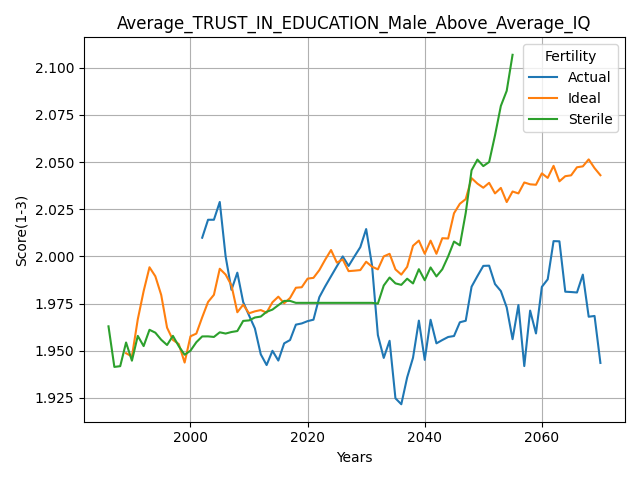 Average_TRUST_IN_EDUCATION_Male_Above_Average_IQ
Score(1-3)
2.100
2.075
2.050
2.025
2.000
1.975
1.950
1.925
Fertility
Actual
Ideal
Sterile
2000
2020
2040
2060
Years